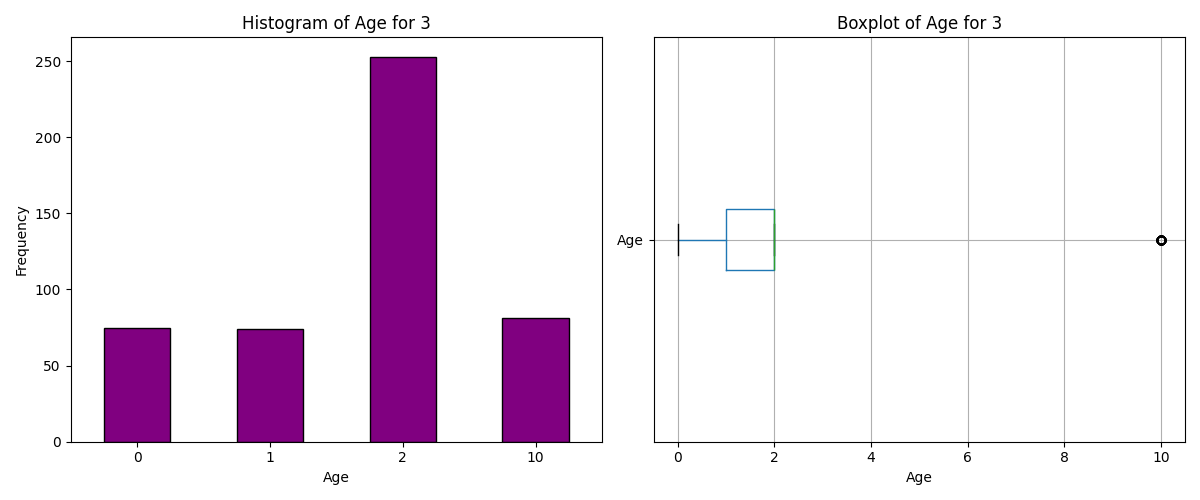 Histogram of Age for 3
Frequency
250
200
150
100
50
0
0 1 2 10
Age
Boxplot of Age for 3
Age
0 2 4 6 8 10
Age